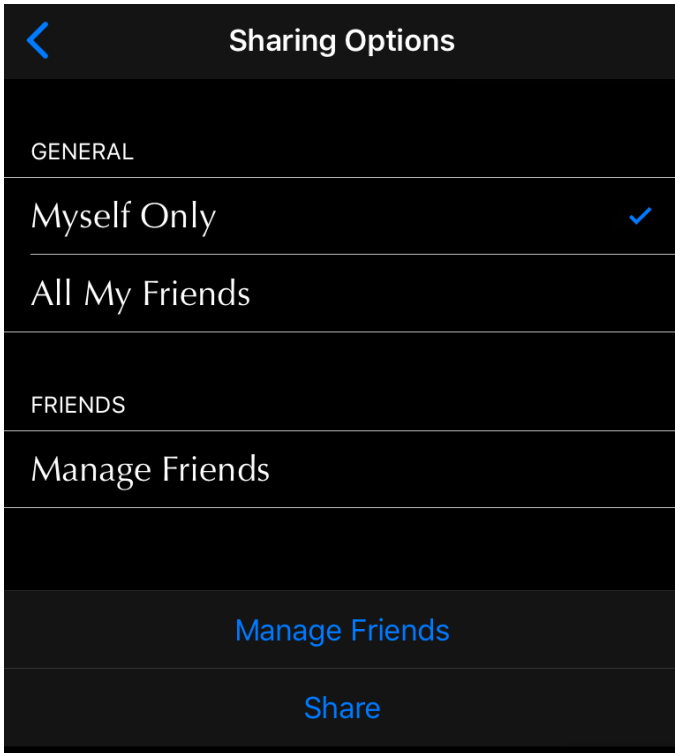 Sharing Options
GENERAL
Myself Only
All My Friends
FRIENDS
Manage Friends
Manage Friends
Share